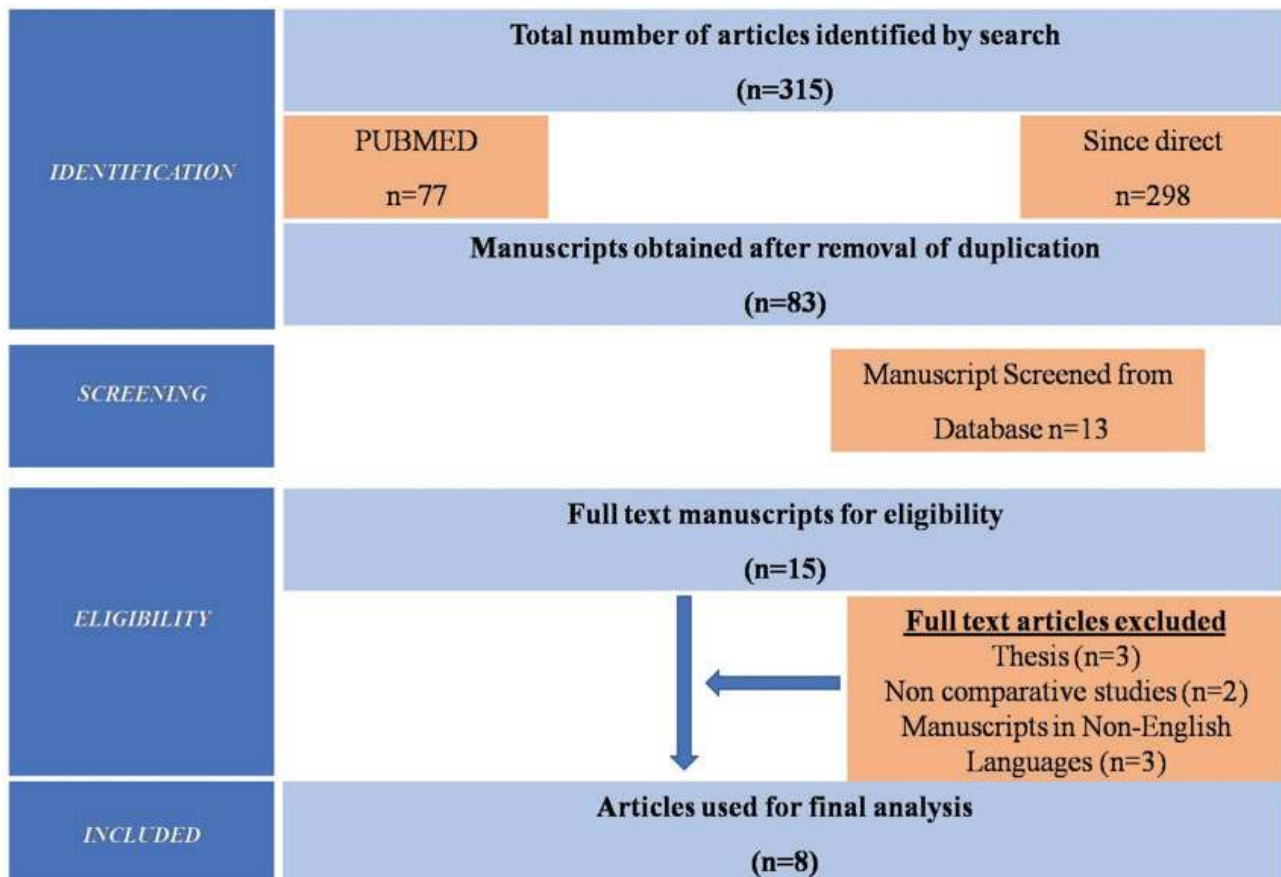 Total number of articles identified by search
(n=315)
IDENTIFICATION
PUBMED
n=77
Since direct
n=298
Manuscripts obtained after removal of duplication
(n=83)
SCREENING
Manuscript Screened from
Database n=13
ELIGIBILITY
Full text manuscripts for eligibility
(n=15)
Full text articles excluded
Thesis (n=3)
Non comparative studies (n=2)
Manuscripts in Non-English
Languages (n=3)
INCLUDED
Articles used for final analysis
(n=8)